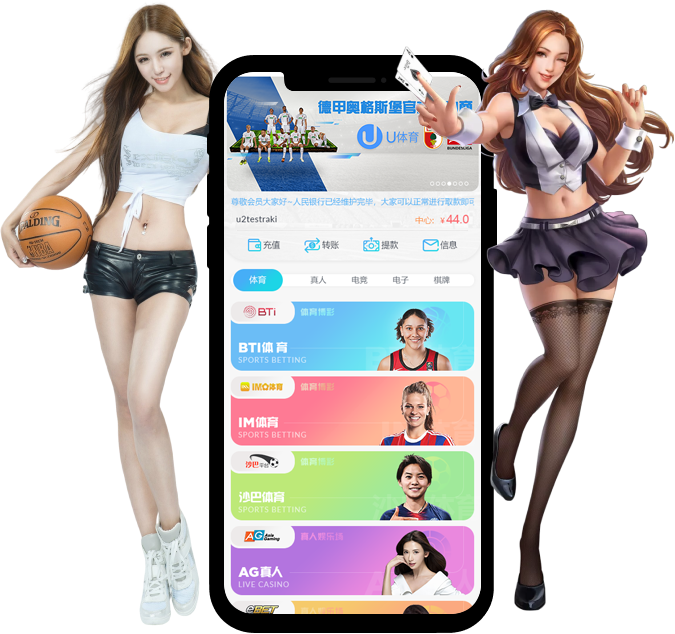 德甲奥格斯堡官
商
U体育
BUNDESLIGA
尊敬会员大家好~人民银行已经维护完毕，大家可以正常进行取款即可
u2testraki
中心: ¥44.0
充值 转账 提款 信息
体育 真人 电竞 电子 棋牌
BTi 体育博彩
BTI体育
SPORTS BETTING
IM体育 体育博彩
IM体育
SPORTS BETTING
沙巴平台 体育博彩
沙巴体育
SPORTS BETTING
AG Asia Gaming 真人娱乐场
AG真人
LIVE CASINO
eBET
SPALDING